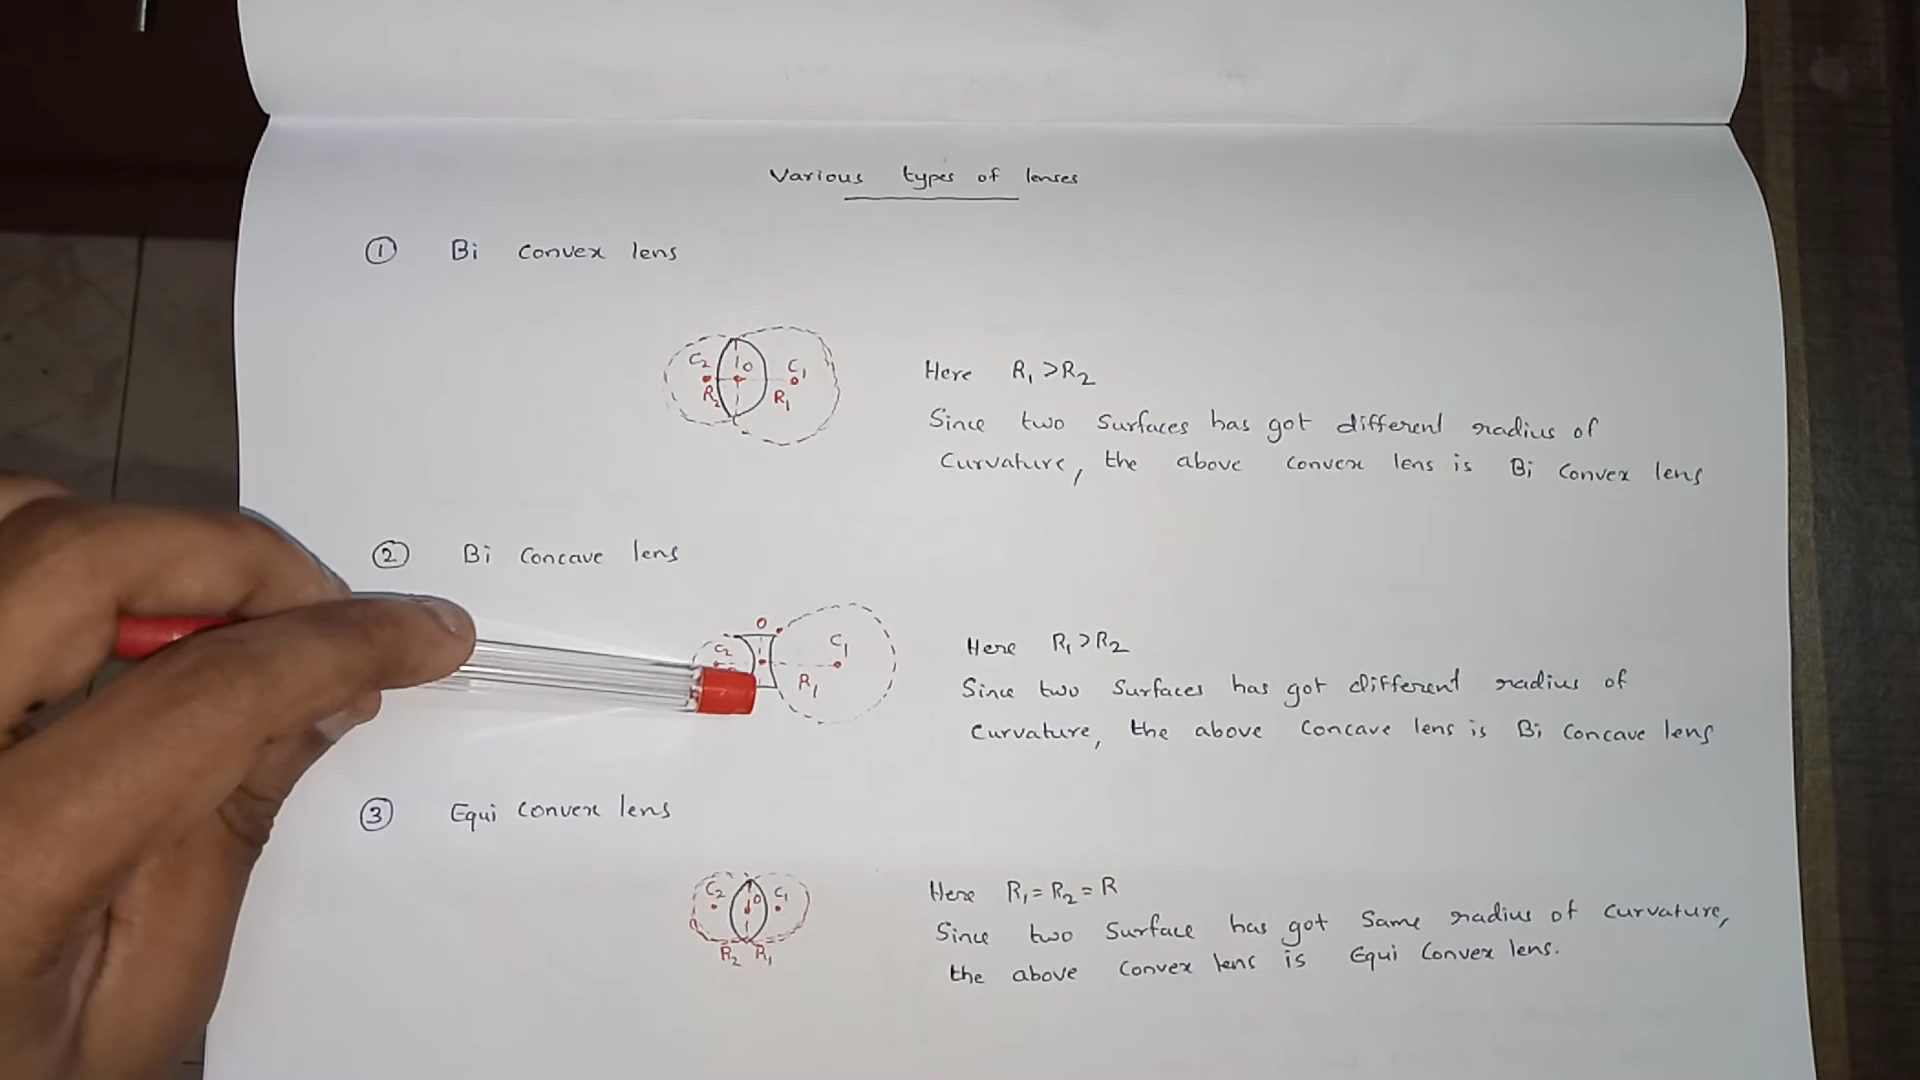 Various types of lenses
① Bi Convex lens
C2 O C1
R2 R1
Here R1 > R2
Since two Surfaces has got different radius of
Curvature, the above convex lens is Bi Convex lens
② Bi Concave lens
O
C2 C1
R1
Here R1 > R2
Since two Surfaces has got different radius of
Curvature, the above Concave lens is Bi Concave lens
③ Equi Convex lens
C2 O C1
R2 R1
Here R1 = R2 = R
Since two Surface has got Same radius of Curvature,
the above Convex lens is Equi Convex lens.